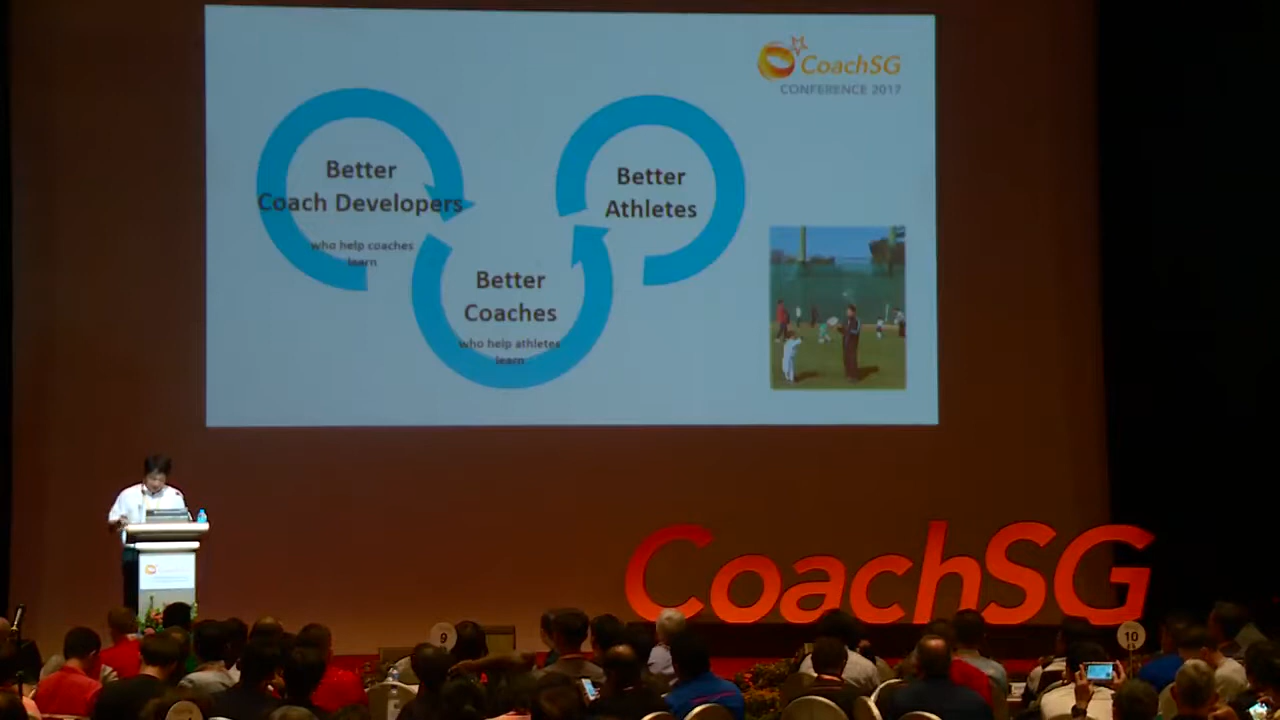 CoachSG
CONFERENCE 2017
Better
Coach Developers
who help coaches
learn
Better
Athletes
Better
Coaches
who help athletes
learn
CoachSG
9
10